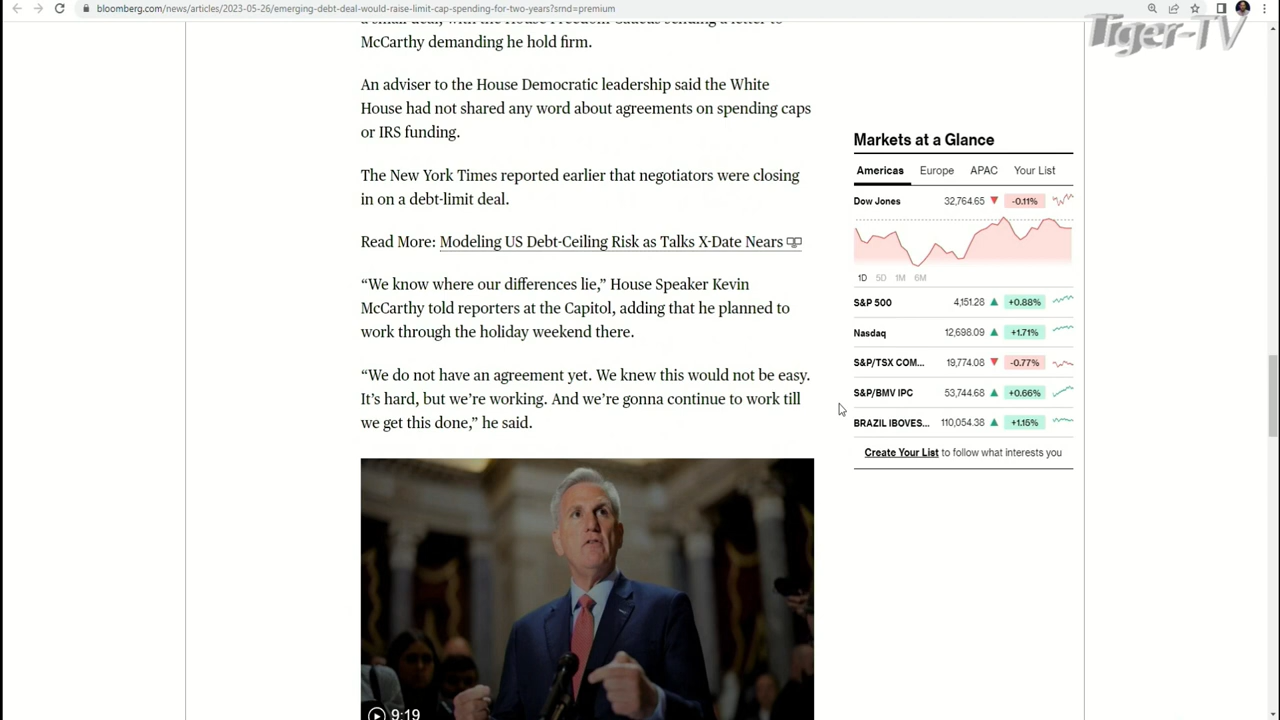 bloomberg.com/news/articles/2023-05-26/emerging-debt-deal-would-raise-limit-cap-spending-for-two-years?srnd=premium
Tiger-TV
a small deal, with the House Freedom Caucus sending a letter to
McCarthy demanding he hold firm.
An adviser to the House Democratic leadership said the White
House had not shared any word about agreements on spending caps
or IRS funding.
The New York Times reported earlier that negotiators were closing
in on a debt-limit deal.
Read More: Modeling US Debt-Ceiling Risk as Talks X-Date Nears
“We know where our differences lie,” House Speaker Kevin
McCarthy told reporters at the Capitol, adding that he planned to
work through the holiday weekend there.
“We do not have an agreement yet. We knew this would not be easy.
It’s hard, but we’re working. And we’re gonna continue to work till
we get this done,” he said.
9:19
Markets at a Glance
Americas Europe APAC Your List
Dow Jones 32,764.65 ▼ -0.11%
1D 5D 1M 6M
S&P 500 4,151.28 ▲ +0.88%
Nasdaq 12,698.09 ▲ +1.71%
S&P/TSX COM... 19,774.08 ▼ -0.77%
S&P/BMV IPC 53,744.68 ▲ +0.66%
BRAZIL IBOVES... 110,054.38 ▲ +1.15%
Create Your List to follow what interests you